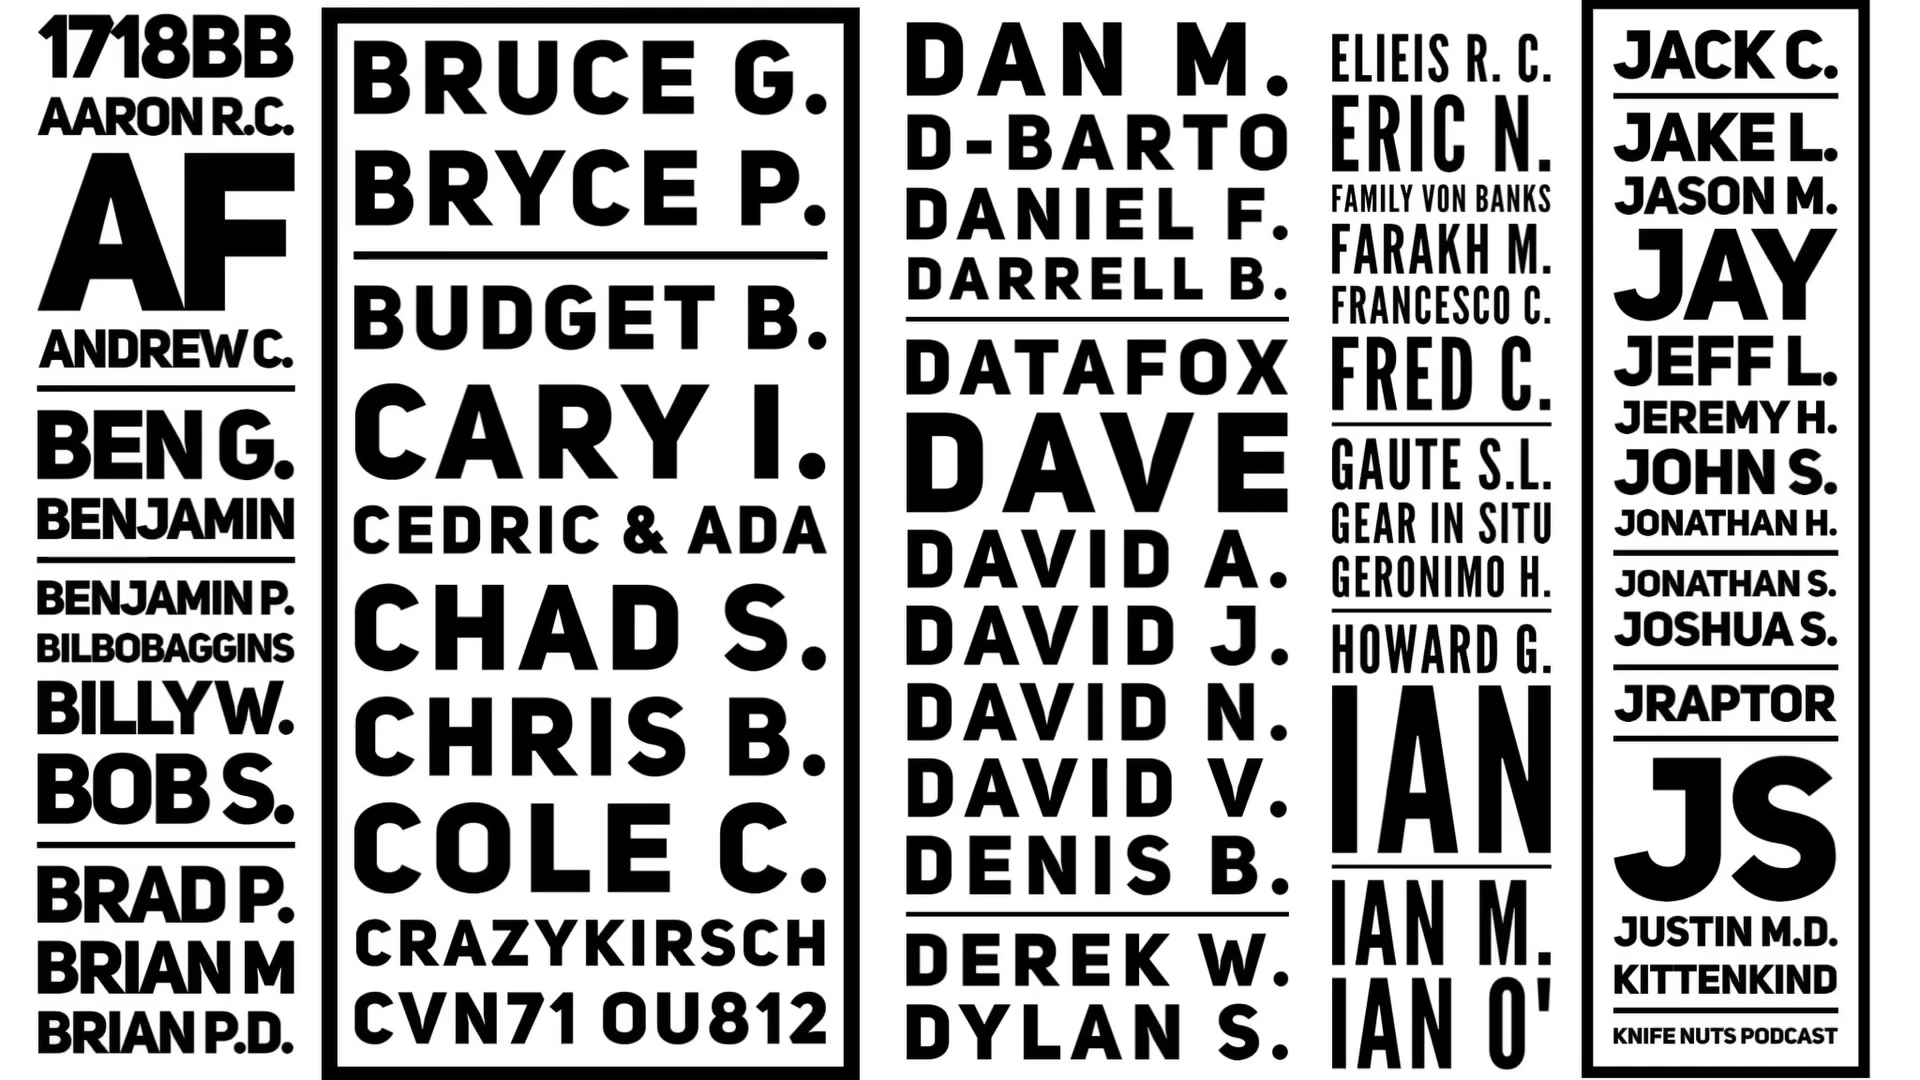 1718BB
AARON R.C.
AF
ANDREW C.
BEN G.
BENJAMIN
BENJAMIN P.
BILBOBAGGINS
BILLY W.
BOB S.
BRAD P.
BRIAN M
BRIAN P.D.
BRUCE G.
BRYCE P.
BUDGET B.
CARY I.
CEDRIC & ADA
CHAD S.
CHRIS B.
COLE C.
CRAZYKIRSCH
CVN71 OU812
DAN M.
D-BARTO
DANIEL F.
DARRELL B.
DATAFOX
DAVE
DAVID A.
DAVID J.
DAVID N.
DAVID V.
DENIS B.
DEREK W.
DYLAN S.
ELIEIS R. C.
ERIC N.
FAMILY VON BANKS
FARAKH M.
FRANCESCO C.
FRED C.
GAUTE S.L.
GEAR IN SITU
GERONIMO H.
HOWARD G.
IAN
IAN M.
IAN O'
JACK C.
JAKE L.
JASON M.
JAY
JEFF L.
JEREMY H.
JOHN S.
JONATHAN H.
JONATHAN S.
JOSHUA S.
JRAPTOR
JS
JUSTIN M.D.
KITTENKIND
KNIFE NUTS PODCAST